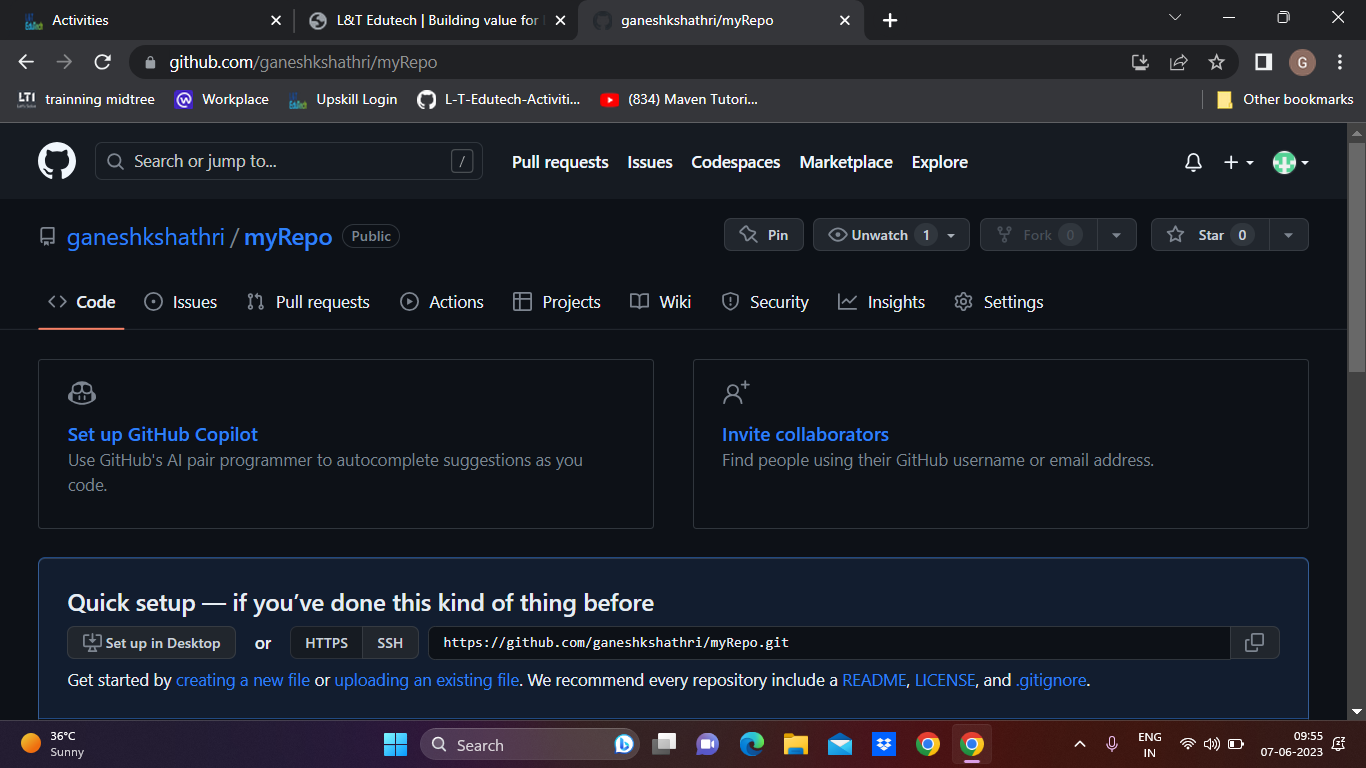 Activities
L&T Edutech | Building value for
ganeshkshathri/myRepo
github.com/ganeshkshathri/myRepo
G
LTI
trainning midtree
Workplace
Upskill Login
L-T-Edutech-Activiti...
(834) Maven Tutori...
Other bookmarks
Search or jump to...
/
Pull requests
Issues
Codespaces
Marketplace
Explore
ganeshkshathri / myRepo
Public
Pin
Unwatch 1
Fork 0
Star 0
Code
Issues
Pull requests
Actions
Projects
Wiki
Security
Insights
Settings
Set up GitHub Copilot
Use GitHub's AI pair programmer to autocomplete suggestions as you
code.
Invite collaborators
Find people using their GitHub username or email address.
Quick setup — if you’ve done this kind of thing before
Set up in Desktop
or
HTTPS
SSH
https://github.com/ganeshkshathri/myRepo.git
Get started by creating a new file or uploading an existing file. We recommend every repository include a README, LICENSE, and .gitignore.
36°C
Sunny
Search
ENG
IN
09:55
07-06-2023